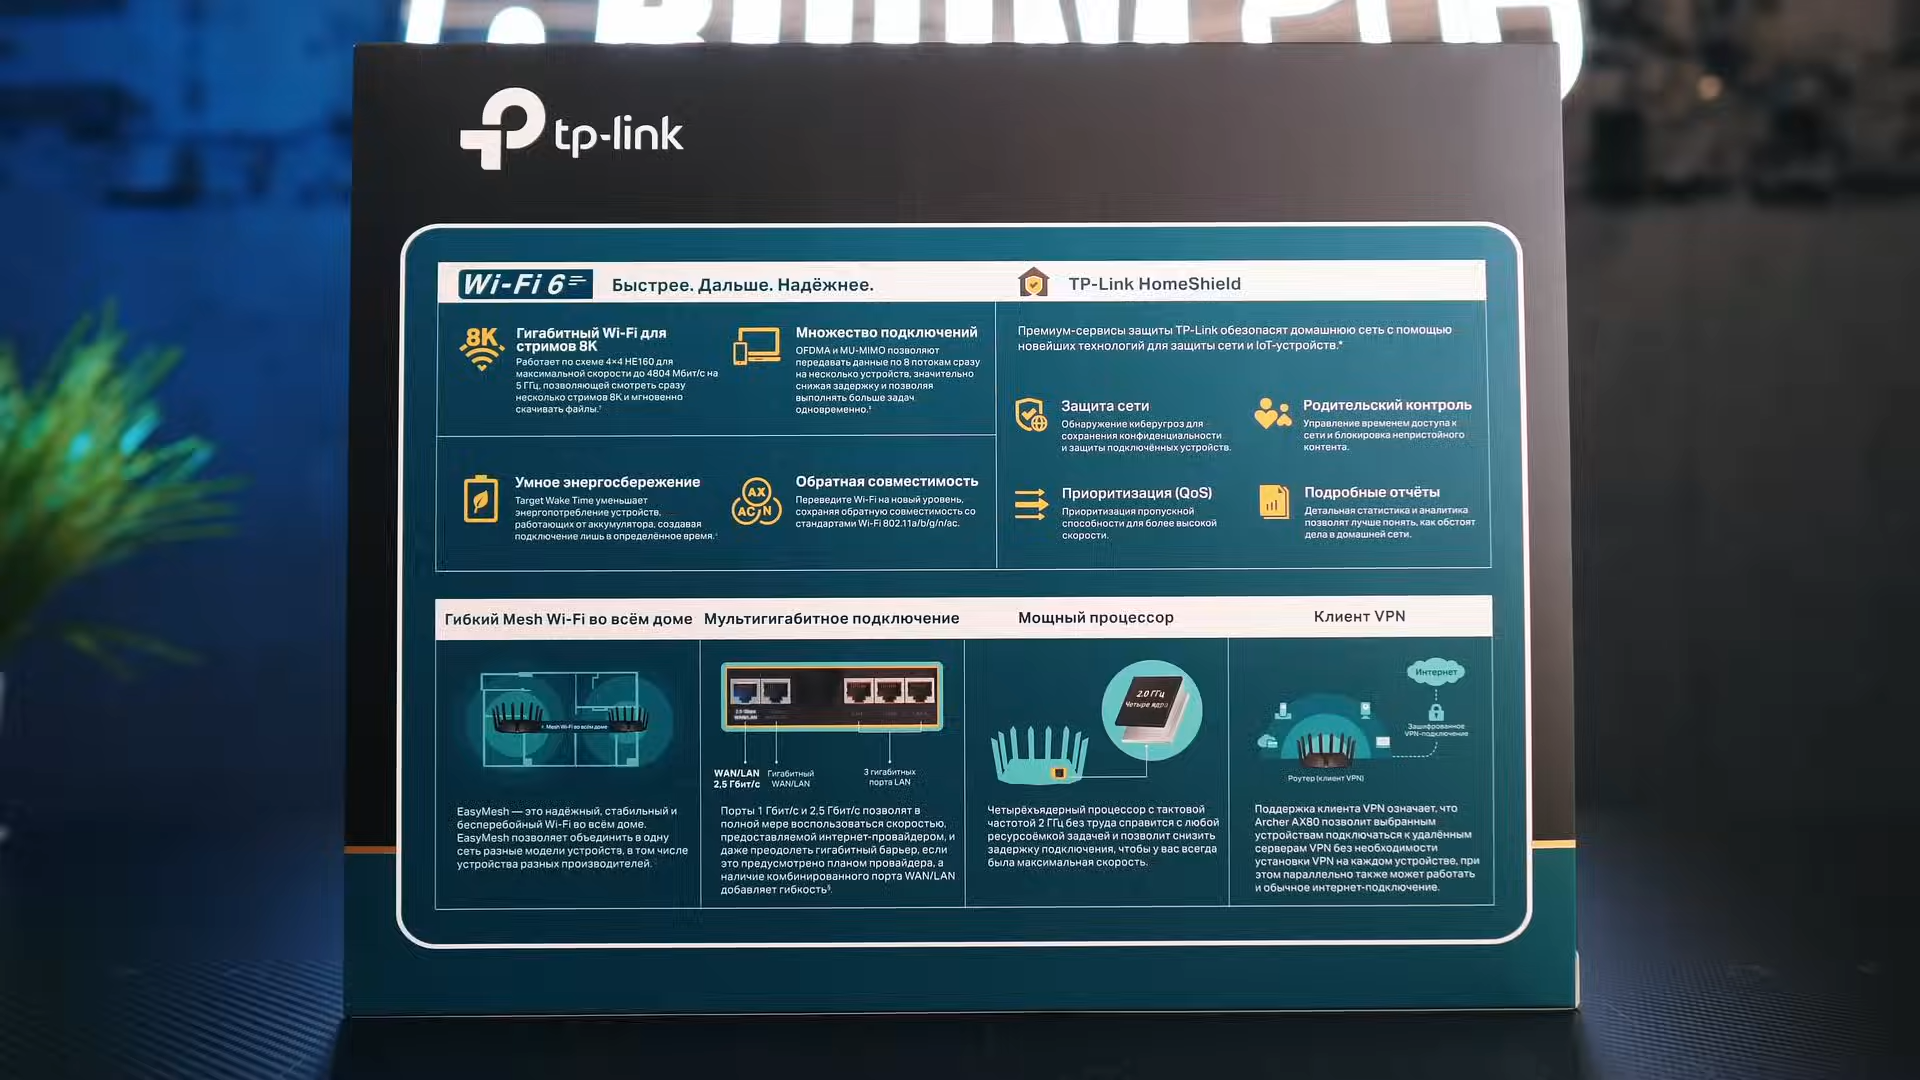 tp-link
Wi-Fi 6
Быстрее. Дальше. Надёжнее.
8K
Гигабитный Wi-Fi для
стримов 8K
Работает по схеме 4×4 HE160 для
максимальной скорости до 4804 Мбит/с на
5 ГГц, позволяющей смотреть сразу
несколько стримов 8K и мгновенно
скачивать файлы.†
Множество подключений
OFDMA и MU-MIMO позволяют
передавать данные по 8 потокам сразу
на несколько устройств, значительно
снижая задержку и позволяя
выполнять больше задач
одновременно.‡
Умное энергосбережение
Target Wake Time уменьшает
энергопотребление устройств,
работающих от аккумулятора, создавая
подключение лишь в определённое время.
AX
AC
N
Обратная совместимость
Переведите Wi-Fi на новый уровень,
сохраняя обратную совместимость со
стандартами Wi-Fi 802.11a/b/g/n/ac.
TP-Link HomeShield
Премиум-сервисы защиты TP-Link обезопасят домашнюю сеть с помощью
новейших технологий для защиты сети и IoT-устройств.*
Защита сети
Обнаружение киберугроз для
сохранения конфиденциальности
и защиты подключённых устройств.
Родительский контроль
Управление временем доступа к
сети и блокировка непристойного
контента.
Приоритизация (QoS)
Приоритизация пропускной
способности для более высокой
скорости.
Подробные отчёты
Детальная статистика и аналитика
позволят лучше понять, как обстоят
дела в домашней сети.
Гибкий Mesh Wi-Fi во всём доме
Mesh Wi-Fi во всём доме
EasyMesh — это надёжный, стабильный и
бесперебойный Wi-Fi во всём доме.
EasyMesh позволяет объединить в одну
сеть разные модели устройств, в том числе
устройства разных производителей.
Мультигигабитное подключение
WAN/LAN
2,5 Гбит/с
Гигабитный
WAN/LAN
3 гигабитных
порта LAN
Порты 1 Гбит/с и 2,5 Гбит/с позволят в
полной мере воспользоваться скоростью,
предоставляемой интернет-провайдером, и
даже преодолеть гигабитный барьер, если
это предусмотрено планом провайдера, а
наличие комбинированного порта WAN/LAN
добавляет гибкость§.
Мощный процессор
2.0 ГГц
Четыре ядра
Четырёхъядерный процессор с тактовой
частотой 2 ГГц без труда справится с любой
ресурсоёмкой задачей и позволит снизить
задержку подключения, чтобы у вас всегда
была максимальная скорость.
Клиент VPN
Интернет
Зашифрованное
VPN-подключение
Роутер (клиент VPN)
Поддержка клиента VPN означает, что
Archer AX80 позволит выбранным
устройствам подключаться к удалённым
серверам VPN без необходимости
установки VPN на каждом устройстве, при
этом параллельно также может работать
и обычное интернет-подключение.